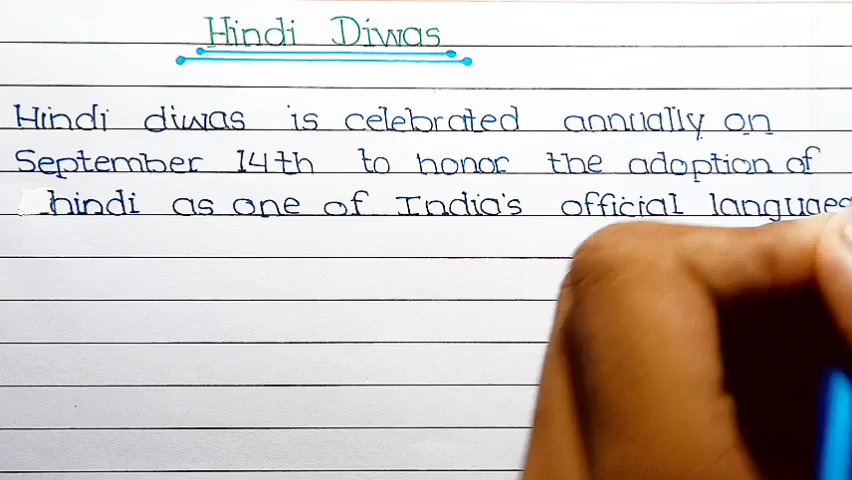 Hindi Diwas
Hindi diwas is celebrated annually on
September 14th to honor the adoption of
hindi as one of India's official languages